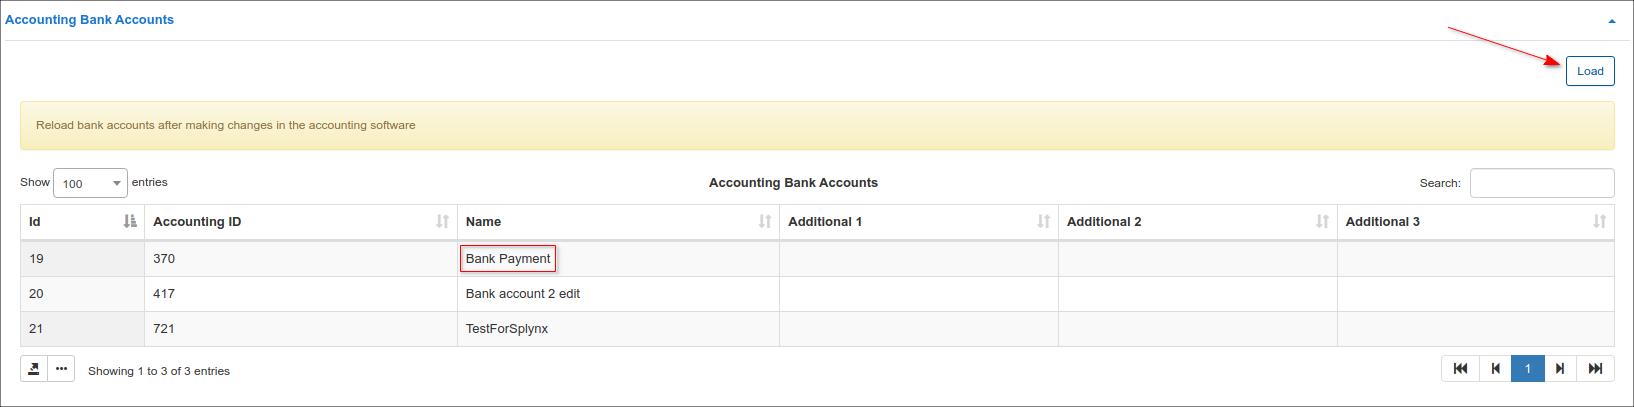 Accounting Bank Accounts
Load
Reload bank accounts after making changes in the accounting software
Show 100 entries Accounting Bank Accounts Search:
Id Accounting ID Name Additional 1 Additional 2 Additional 3
19 370 Bank Payment
20 417 Bank account 2 edit
21 721 TestForSplynx
Showing 1 to 3 of 3 entries 1